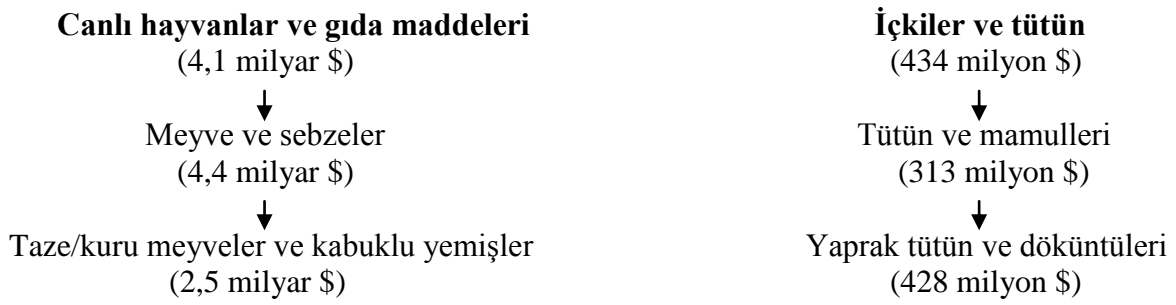 Canlı hayvanlar ve gıda maddeleri
(4,1 milyar $)
Meyve ve sebzeler
(4,4 milyar $)
Taze/kuru meyveler ve kabuklu yemişler
(2,5 milyar $)
İçkiler ve tütün
(434 milyon $)
Tütün ve mamulleri
(313 milyon $)
Yaprak tütün ve döküntüleri
(428 milyon $)